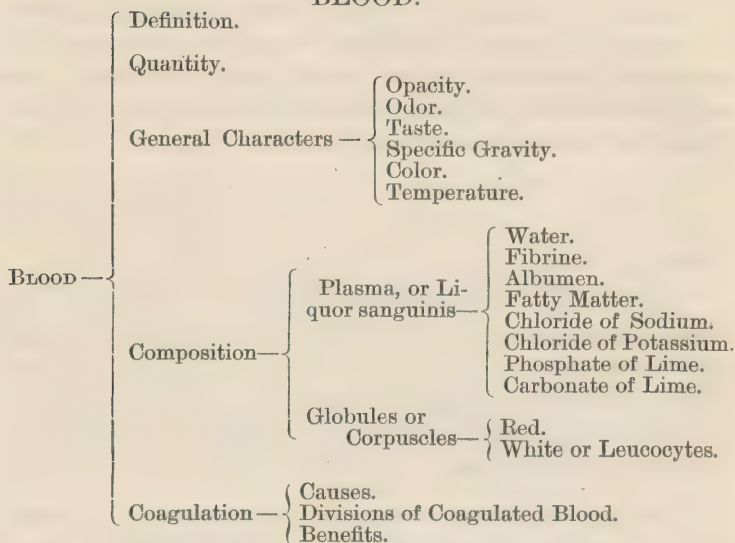 BLOOD.
Definition.
Quantity.
General Characters —
Opacity.
Odor.
Taste.
Specific Gravity.
Color.
Temperature.
BLOOD —
Composition—
Plasma, or Li-
quor sanguinis—
Water.
Fibrine.
Albumen.
Fatty Matter.
Chloride of Sodium.
Chloride of Potassium.
Phosphate of Lime.
Carbonate of Lime.
Globules or
Corpuscles—
Red.
White or Leucocytes.
Coagulation —
Causes.
Divisions of Coagulated Blood.
Benefits.